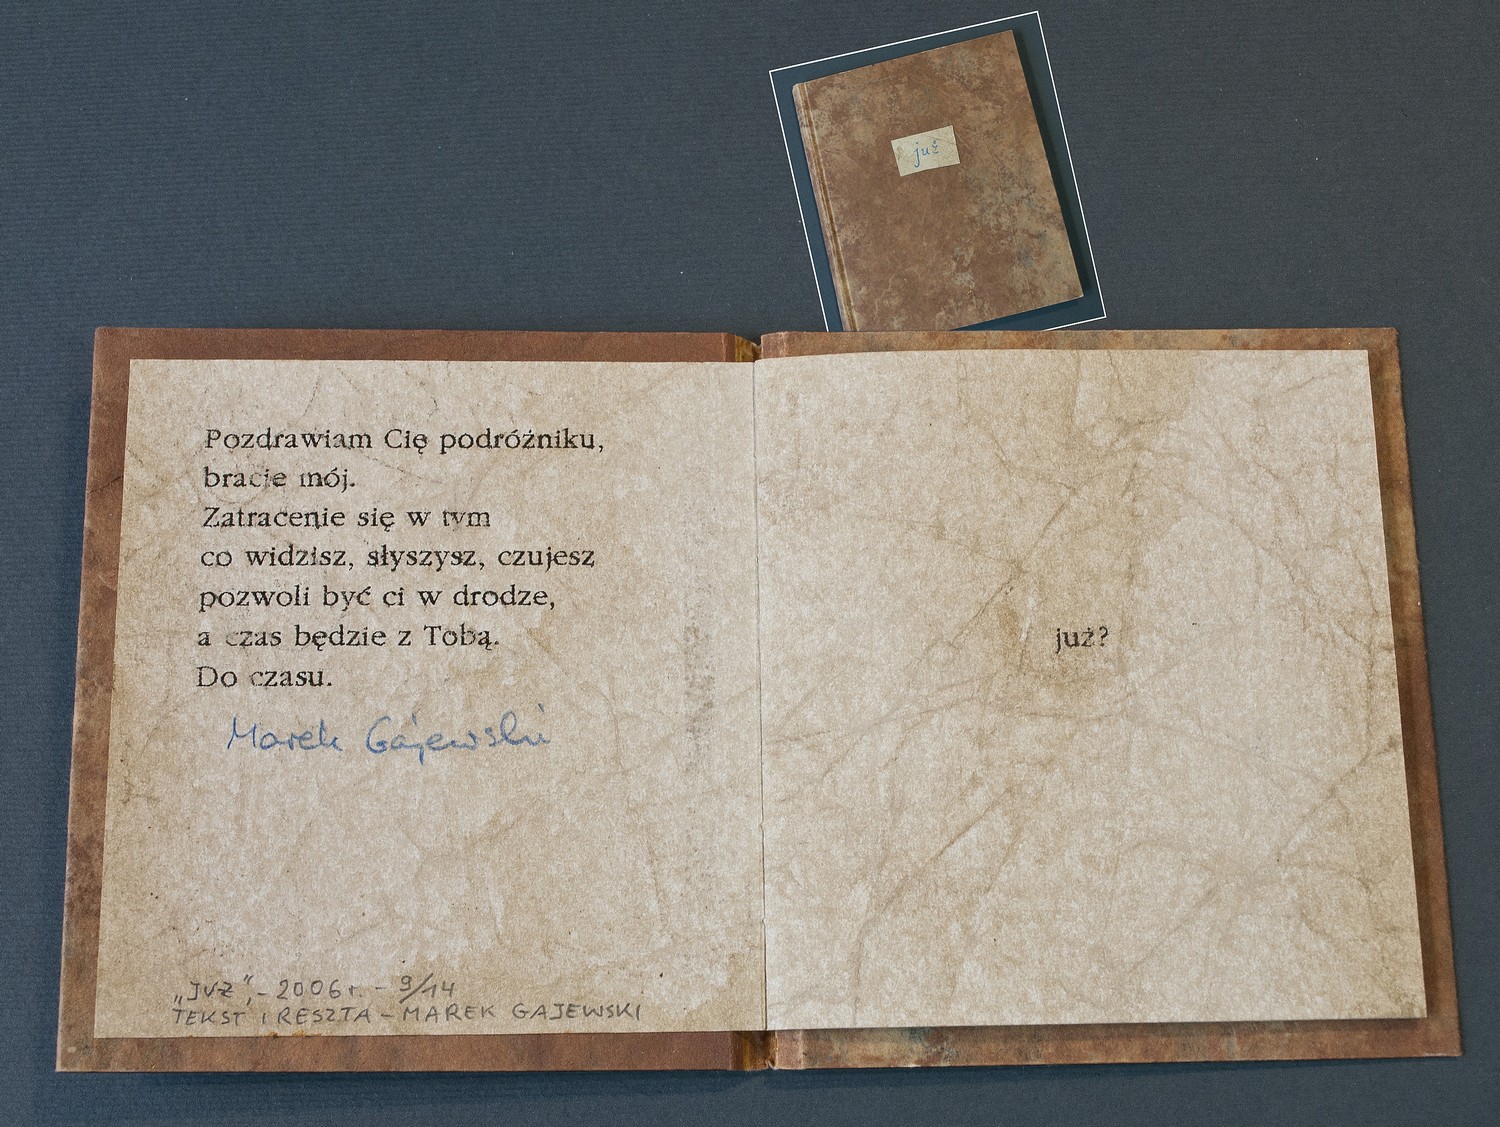 już
Pozdrawiam Cię podróżniku,
bracie mój.
Zatracenie się w tym
co widzisz, słyszysz, czujesz
pozwoli być ci w drodze,
a czas będzie z Tobą.
Do czasu.
Marek Gajewski
„JUŻ”, - 2006 r. - 9/14
TEKST i RESZTA - MAREK GAJEWSKI
już?